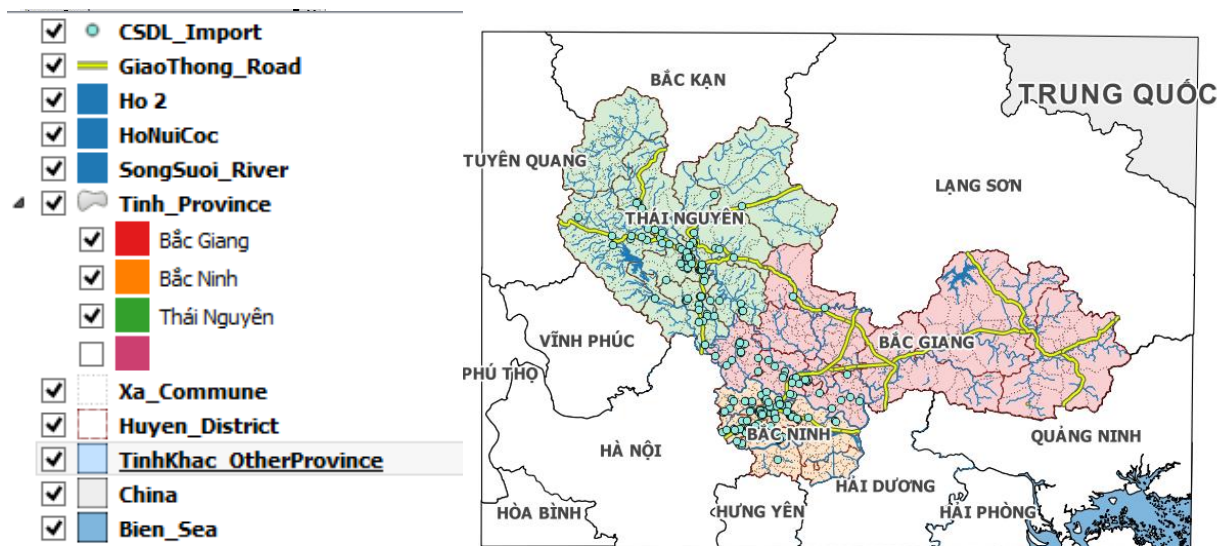 CSDL_Import
GiaoThong_Road
Ho 2
HoNuiCoc
SongSuoi_River
Tinh_Province
Bắc Giang
Bắc Ninh
Thái Nguyên
Xa_Commune
Huyen_District
TinhKhac_OtherProvince
China
Bien_Sea
BẮC KẠN
TRUNG QUỐC
TUYÊN QUANG
LẠNG SƠN
THÁI NGUYÊN
VĨNH PHÚC
BẮC GIANG
PHÚ THỌ
BẮC NINH
QUẢNG NINH
HÀ NỘI
HẢI DƯƠNG
HÒA BÌNH
HƯNG YÊN
HẢI PHÒNG